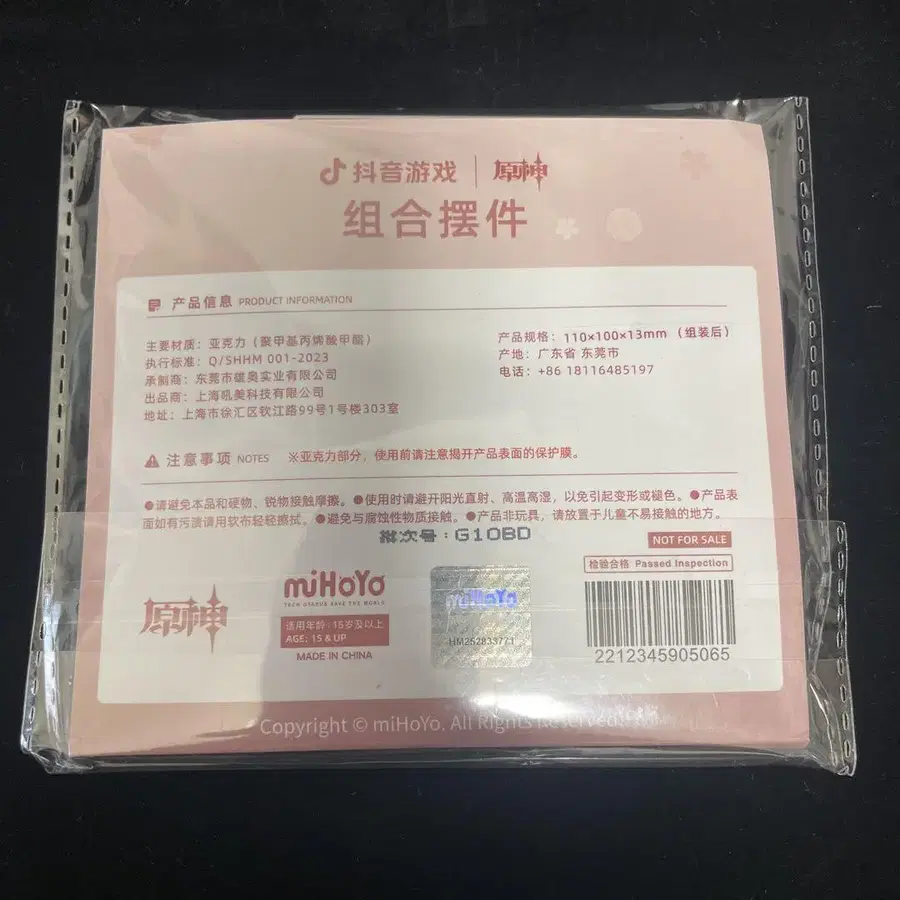 抖音游戏 | 原神
组合摆件
产品信息 PRODUCT INFORMATION
主要材质：亚克力（聚甲基丙烯酸甲酯）
执行标准：Q/SHHM 001-2023
承制商：东莞市雄奥实业有限公司
出品商：上海吼美科技有限公司
地址：上海市徐汇区钦江路99号1号楼303室
产品规格：110×100×13mm （组装后）
产地：广东省 东莞市
电话：+86 18116485197
注意事项 NOTES ※亚克力部分，使用前请注意揭开产品表面的保护膜。
●请避免本品和硬物、锐物接触摩擦。●使用时请避开阳光直射、高温高湿，以免引起变形或褪色。●产品表
面如有污渍请用软布轻轻擦拭。●避免与腐蚀性物质接触。●产品非玩具，请放置于儿童不易接触的地方。
批次号：G10BD
NOT FOR SALE
检验合格 Passed Inspection
原神
miHoYo
TECH OTAKUS SAVE THE WORLD
适用年龄：15岁及以上
AGE: 15 & UP
MADE IN CHINA
miHoYo
HM252833771
2212345905065
Copyright © miHoYo. All Rights Reserved.